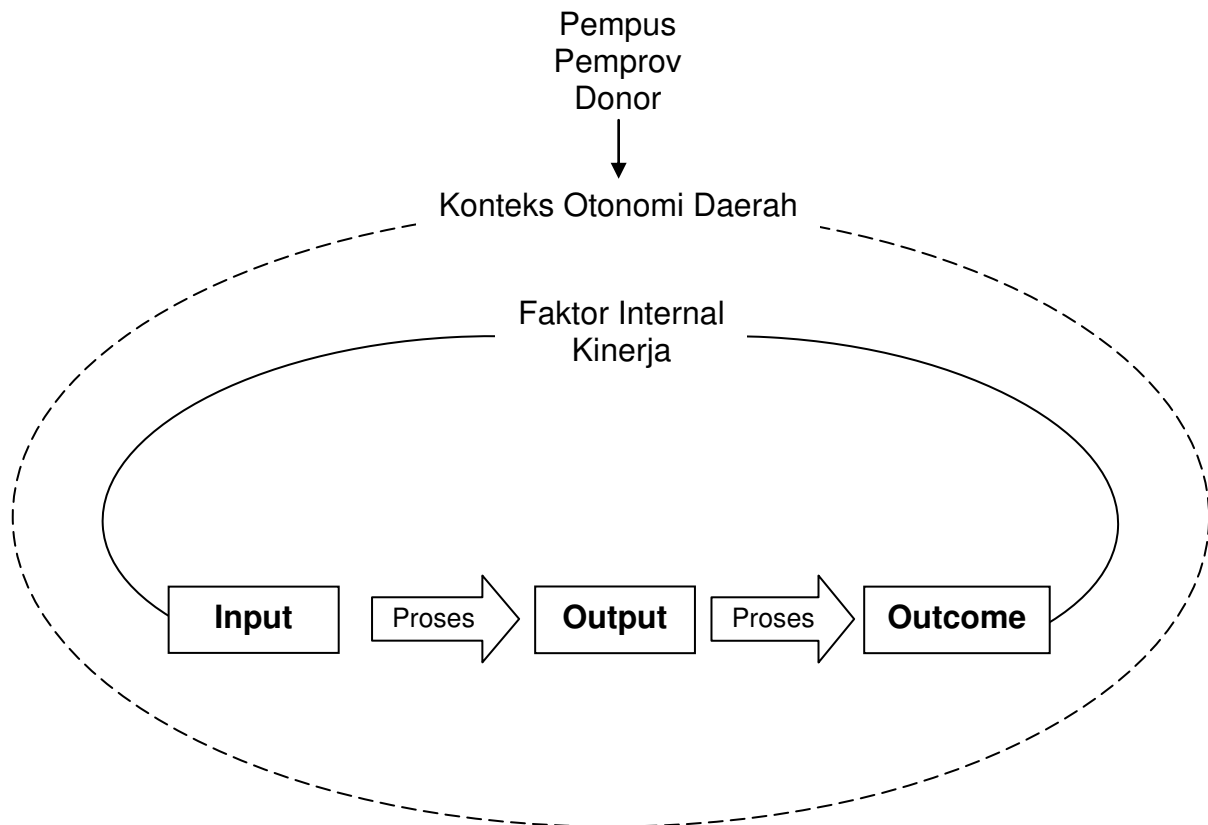 Pempus
Pemprov
Donor
Konteks Otonomi Daerah
Faktor Internal
Kinerja
Input
Proses
Output
Proses
Outcome